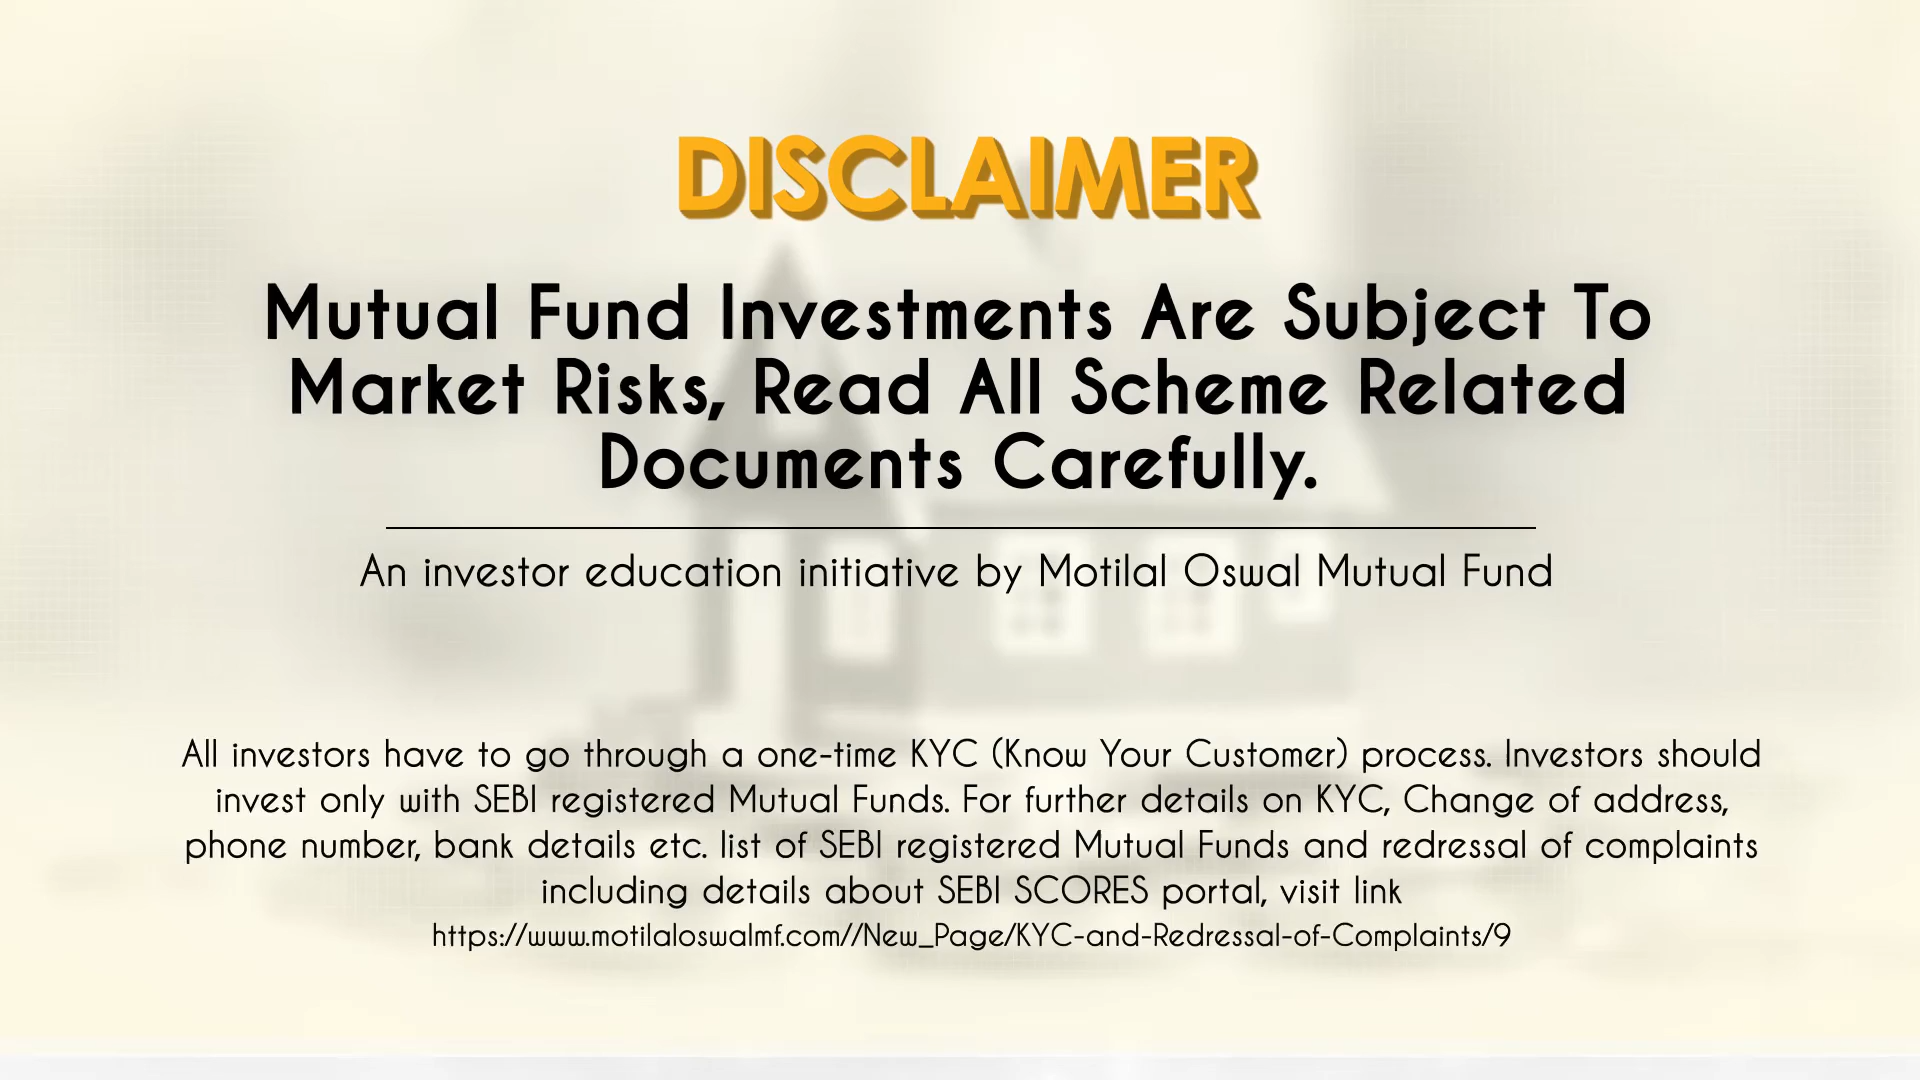 DISCLAIMER
Mutual Fund Investments Are Subject To
Market Risks, Read All Scheme Related
Documents Carefully.
An investor education initiative by Motilal Oswal Mutual Fund
All investors have to go through a one-time KYC (Know Your Customer) process. Investors should
invest only with SEBI registered Mutual Funds. For further details on KYC, Change of address,
phone number, bank details etc. list of SEBI registered Mutual Funds and redressal of complaints
including details about SEBI SCORES portal, visit link
https://www.motilaloswalmf.com//New_Page/KYC-and-Redressal-of-Complaints/9